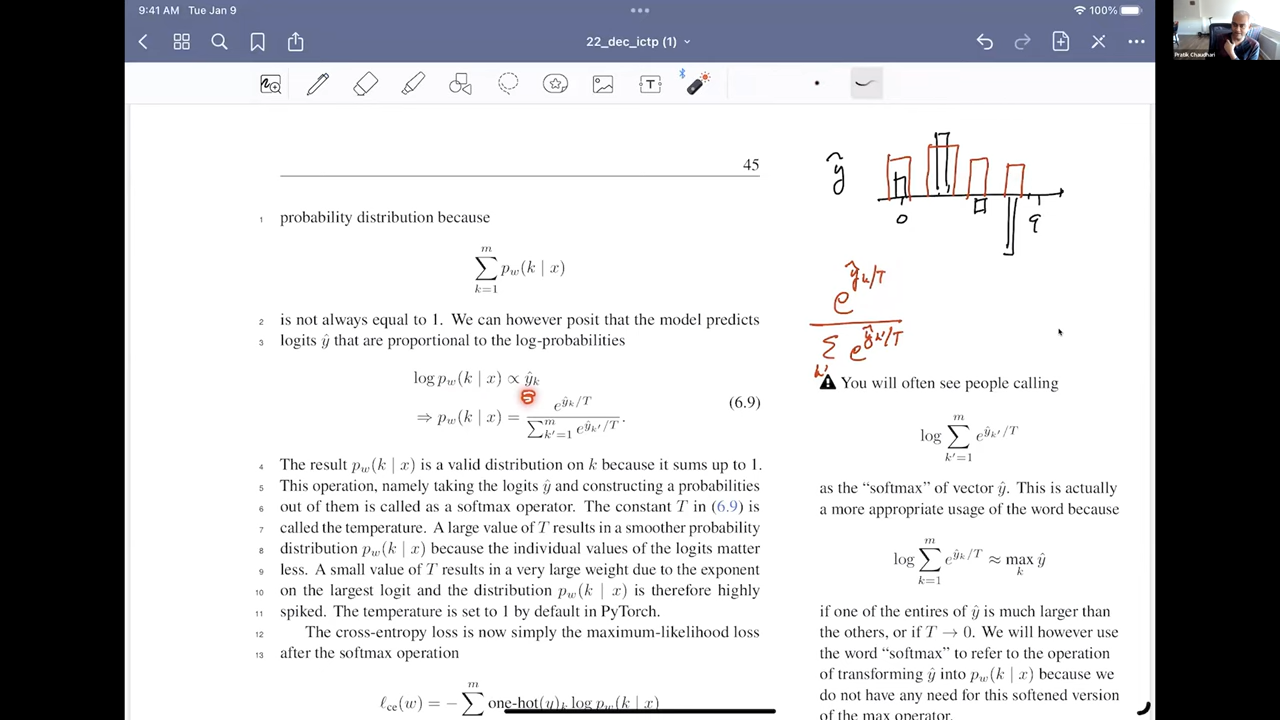 9:41 AM Tue Jan 9
100%
22_dec_ictp (1)
Pratik Chaudhari
45
1 probability distribution because
\sum_{k=1}^{m} p_w(k | x)
2 is not always equal to 1. We can however posit that the model predicts
3 logits ŷ that are proportional to the log-probabilities
log p_w(k | x) ∝ ŷ_k
⇒ p_w(k | x) = \frac{e^{ŷ_k/T}}{\sum_{k'=1}^{m} e^{ŷ_{k'}/T}}. (6.9)
4 The result p_w(k | x) is a valid distribution on k because it sums up to 1.
5 This operation, namely taking the logits ŷ and constructing a probabilities
6 out of them is called as a softmax operator. The constant T in (6.9) is
7 called the temperature. A large value of T results in a smoother probability
8 distribution p_w(k | x) because the individual values of the logits matter
9 less. A small value of T results in a very large weight due to the exponent
10 on the largest logit and the distribution p_w(k | x) is therefore highly
11 spiked. The temperature is set to 1 by default in PyTorch.
12 The cross-entropy loss is now simply the maximum-likelihood loss
13 after the softmax operation
ℓ_ce(w) = − \sum^{m} one-hot(y)_k log p_w(k | x)
ŷ
0 9
\frac{e^{ŷ_k/T}}{\sum_{k'} e^{ŷ_{k'}/T}}
You will often see people calling
log \sum_{k'=1}^{m} e^{ŷ_{k'}/T}
as the “softmax” of vector ŷ. This is actually
a more appropriate usage of the word because
log \sum_{k=1}^{m} e^{ŷ_k/T} ≈ \max_k ŷ
if one of the entires of ŷ is much larger than
the others, or if T → 0. We will however use
the word “softmax” to refer to the operation
of transforming ŷ into p_w(k | x) because we
do not have any need for this softened version
of the max operator.